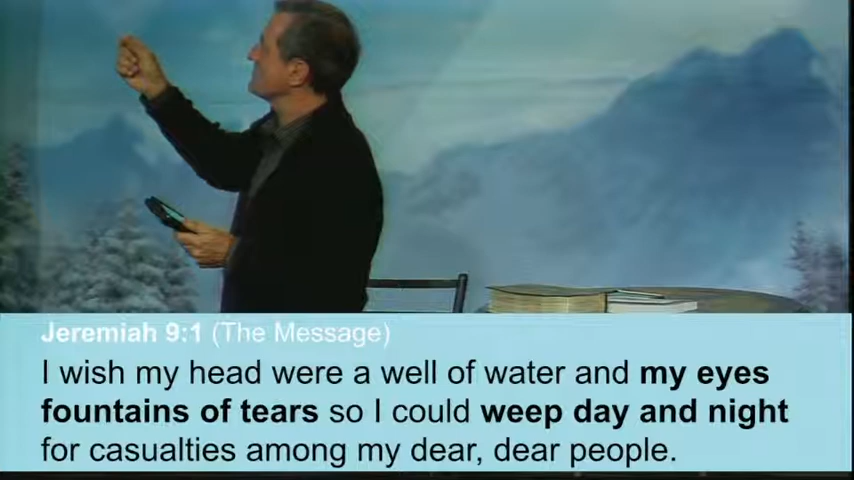 Jeremiah 9:1 (The Message)
I wish my head were a well of water and my eyes
fountains of tears so I could weep day and night
for casualties among my dear, dear people.